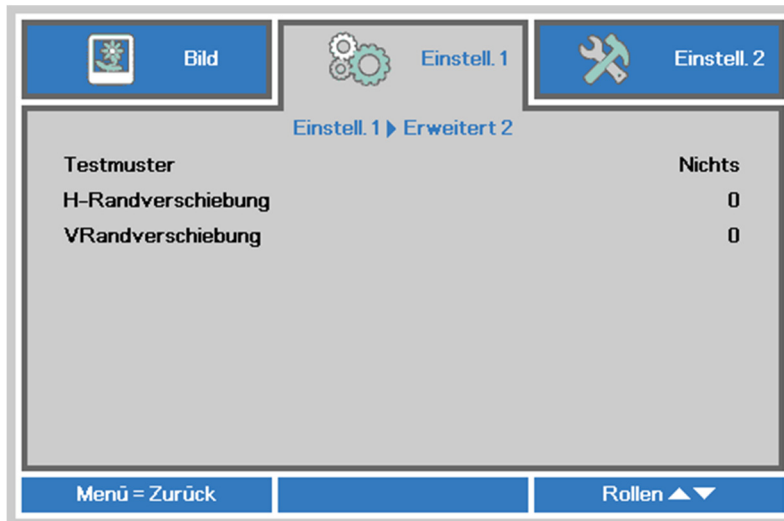 Bild
Einstell. 1
Einstell. 2
Einstell. 1 ▶ Erweitert 2
Testmuster Nichts
H-Randverschiebung 0
VRandverschiebung 0
Menü = Zurück
Rollen ▲▼